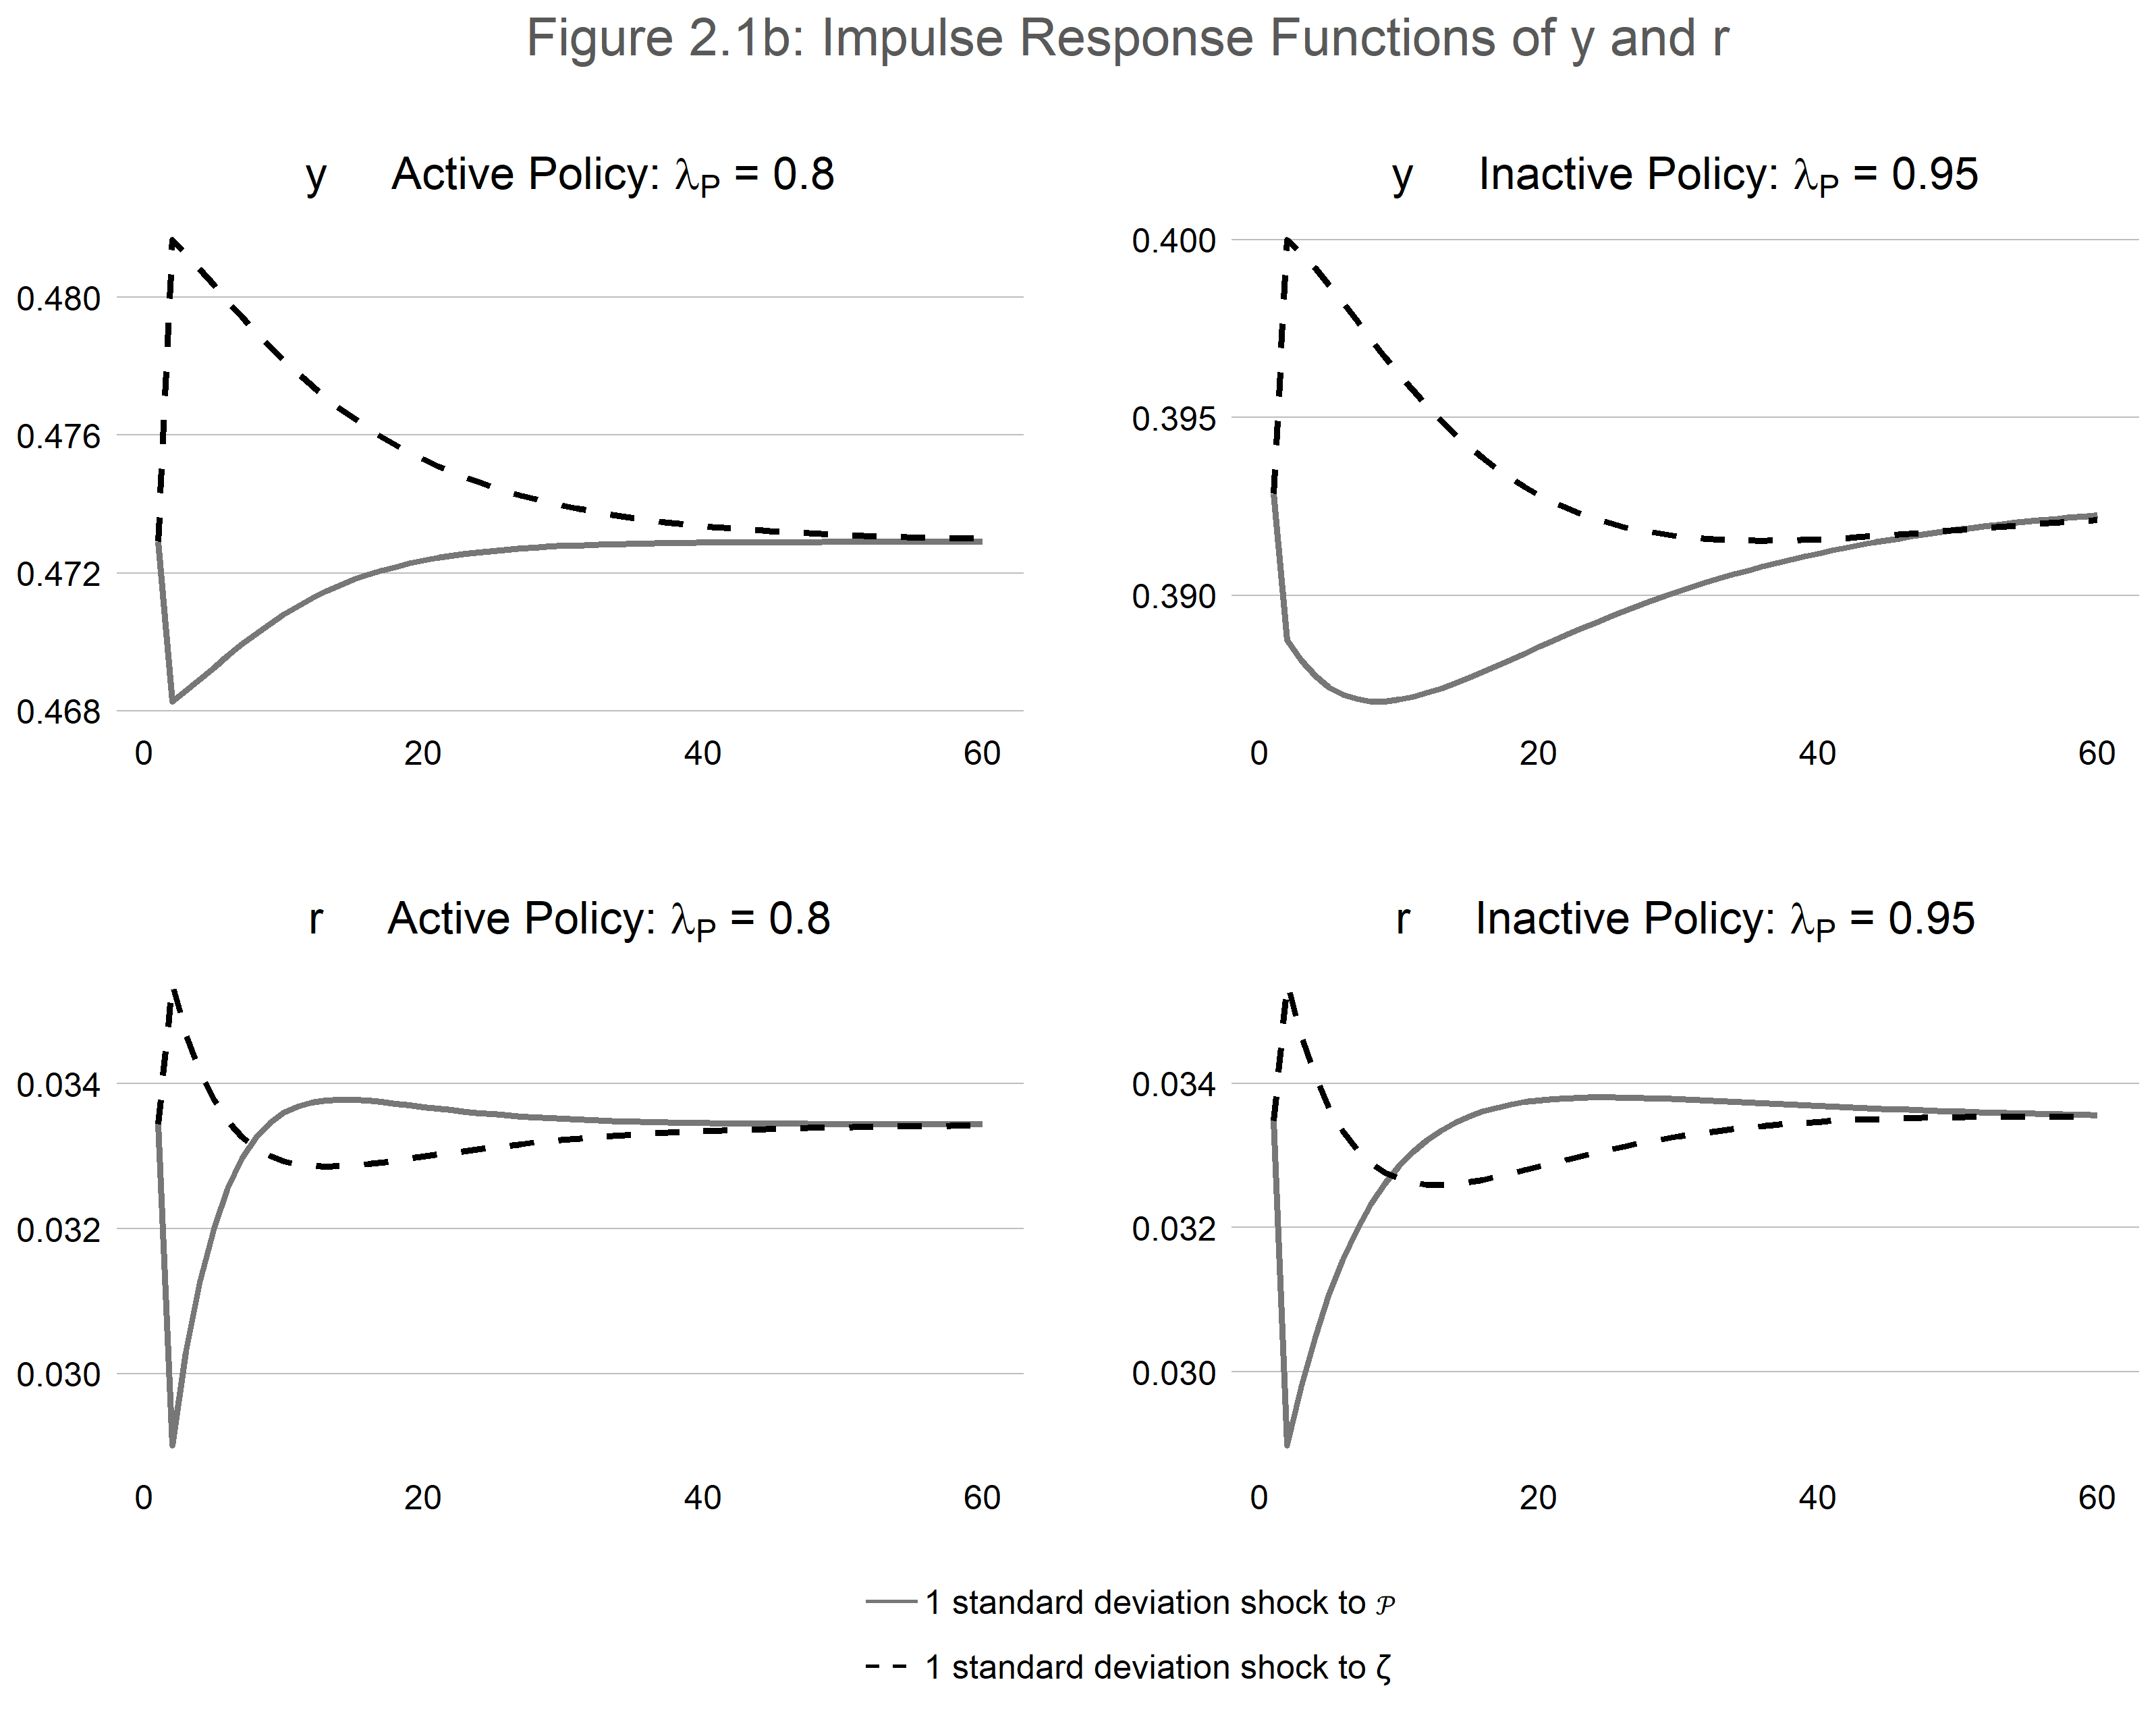 Figure 2.1b: Impulse Response Functions of y and r
y Active Policy: λP = 0.8
0.480
0.476
0.472
0.468
0 20 40 60
y Inactive Policy: λP = 0.95
0.400
0.395
0.390
0 20 40 60
r Active Policy: λP = 0.8
0.034
0.032
0.030
0 20 40 60
r Inactive Policy: λP = 0.95
0.034
0.032
0.030
0 20 40 60
1 standard deviation shock to 𝒫
1 standard deviation shock to ζ